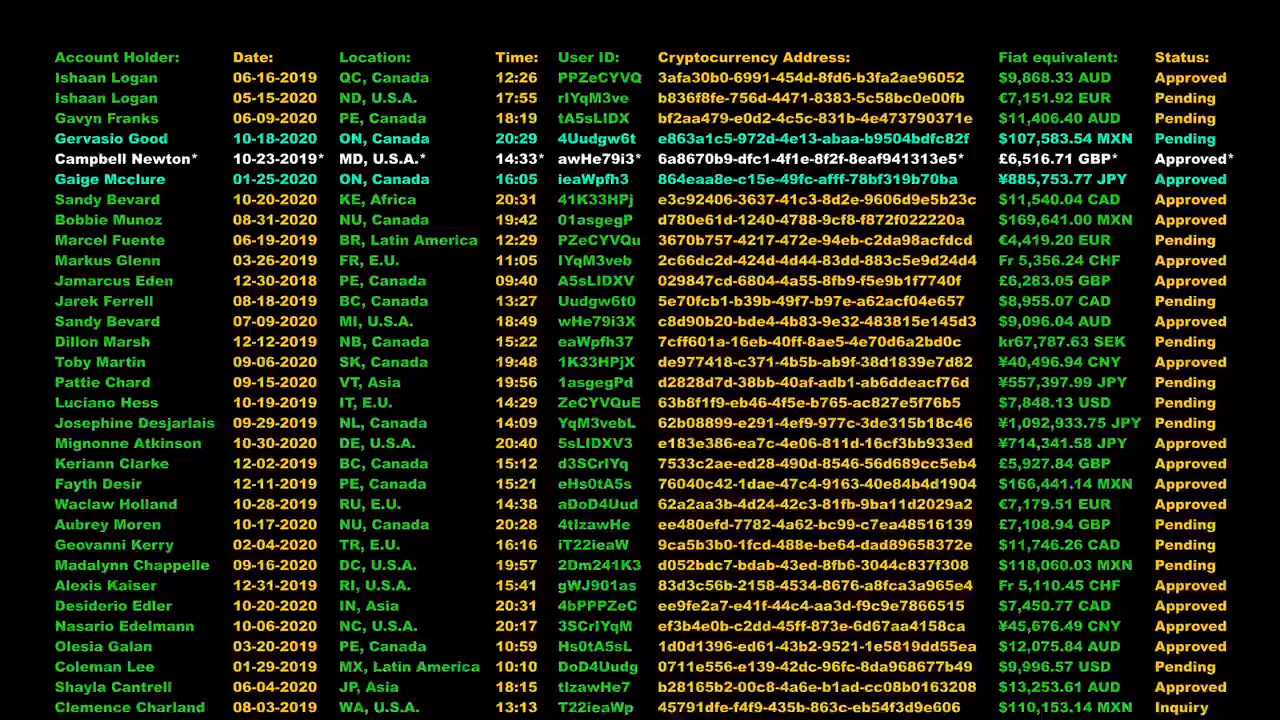 Account Holder: Date: Location: Time: User ID: Cryptocurrency Address: Fiat equivalent: Status:
Ishaan Logan 06-16-2019 QC, Canada 12:26 PPZeCYVQ 3afa30b0-6991-454d-8fd6-b3fa2ae96052 $9,868.33 AUD Approved
Ishaan Logan 05-15-2020 ND, U.S.A. 17:55 rIYqM3ve b836f8fe-756d-4471-8383-5c58bc0e00fb €7,151.92 EUR Pending
Gavyn Franks 06-09-2020 PE, Canada 18:19 tA5sLIDX bf2aa479-e0d2-4c5c-831b-4e473790371e $11,406.40 AUD Pending
Gervasio Good 10-18-2020 ON, Canada 20:29 4Uudgw6t e863a1c5-972d-4e13-abaa-b9504bdfc82f $107,583.54 MXN Pending
Campbell Newton* 10-23-2019* MD, U.S.A.* 14:33* awHe79i3* 6a8670b9-dfc1-4f1e-8f2f-8eaf941313e5* £6,516.71 GBP* Approved*
Gaige Mcclure 01-25-2020 ON, Canada 16:05 ieaWpfh3 864eaa8e-c15e-49fc-afff-78bf319b70ba ¥885,753.77 JPY Approved
Sandy Bevard 10-20-2020 KE, Africa 20:31 41K33HPj e3c92406-3637-41c3-8d2e-9606d9e5b23c $11,540.04 CAD Approved
Bobbie Munoz 08-31-2020 NU, Canada 19:42 01asgegP d780e61d-1240-4788-9cf8-f872f022220a $169,641.00 MXN Pending
Marcel Fuente 06-19-2019 BR, Latin America 12:29 PZeCYVQu 3670b757-4217-472e-94eb-c2da98acfdcd €4,419.20 EUR Pending
Markus Glenn 03-26-2019 FR, E.U. 11:05 IYqM3veb 2c66dc2d-424d-4d44-83dd-883c5e9d24d4 Fr 5,356.24 CHF Approved
Jamarcus Eden 12-30-2018 PE, Canada 09:40 A5sLIDXV 029847cd-6804-4a55-8fb9-f5e9b1f7740f £6,283.05 GBP Approved
Jarek Ferrell 08-18-2019 BC, Canada 13:27 Uudgw6t0 5e70fcb1-b39b-49f7-b97e-a62acf04e657 $8,955.07 CAD Pending
Sandy Bevard 07-09-2020 MI, U.S.A. 18:49 wHe79i3X c8d90b20-bde4-4b83-9e32-483815e145d3 $9,096.04 AUD Approved
Dillon Marsh 12-12-2019 NB, Canada 15:22 eaWpfh37 7cff601a-16eb-40ff-8ae5-4e70d6a2bd0c kr67,787.63 SEK Pending
Toby Martin 09-06-2020 SK, Canada 19:48 1K33HPjX de977418-c371-4b5b-ab9f-38d1839e7d82 ¥40,496.94 CNY Approved
Pattie Chard 09-15-2020 VT, Asia 19:56 1asgegPd d2828d7d-38bb-40af-adb1-ab6ddeacf76d ¥557,397.99 JPY Pending
Luciano Hess 10-19-2019 IT, E.U. 14:29 ZeCYVQuE 63b8f1f9-eb46-4f5e-b765-ac827e5f76b5 $7,848.13 USD Pending
Josephine Desjarlais 09-29-2019 NL, Canada 14:09 YqM3vebL 62b08899-e291-4ef9-977c-3de315b18c46 ¥1,092,933.75 JPY Pending
Mignonne Atkinson 10-30-2020 DE, U.S.A. 20:40 5sLIDXV3 e183e386-ea7c-4e06-811d-16cf3bb933ed ¥714,341.58 JPY Approved
Keriann Clarke 12-02-2019 BC, Canada 15:12 d3SCrIYq 7533c2ae-ed28-490d-8546-56d689cc5eb4 £5,927.84 GBP Approved
Fayth Desir 12-11-2019 PE, Canada 15:21 eHs0tA5s 76040c42-1dae-47c4-9163-40e84b4d1904 $166,441.14 MXN Approved
Waclaw Holland 10-28-2019 RU, E.U. 14:38 aDoD4Uud 62a2aa3b-4d24-42c3-81fb-9ba11d2029a2 €7,179.51 EUR Approved
Aubrey Moren 10-17-2020 NU, Canada 20:28 4tIzawHe ee480efd-7782-4a62-bc99-c7ea48516139 £7,108.94 GBP Pending
Geovanni Kerry 02-04-2020 TR, E.U. 16:16 iT22ieaW 9ca5b3b0-1fcd-488e-be64-dad89658372e $11,746.26 CAD Pending
Madalynn Chappelle 09-16-2020 DC, U.S.A. 19:57 2Dm241K3 d052bdc7-bdab-43ed-8fb6-3044c837f308 $118,060.03 MXN Pending
Alexis Kaiser 12-31-2019 RI, U.S.A. 15:41 gWJ901as 83d3c56b-2158-4534-8676-a8fca3a965e4 Fr 5,110.45 CHF Approved
Desiderio Edler 10-20-2020 IN, Asia 20:31 4bPPPZeC ee9fe2a7-e41f-44c4-aa3d-f9c9e7866515 $7,450.77 CAD Approved
Nasario Edelmann 10-06-2020 NC, U.S.A. 20:17 3SCrIYqM ef3b4e0b-c2dd-45ff-873e-6d67aa4158ca ¥45,676.49 CNY Approved
Olesia Galan 03-20-2020 PE, Canada 10:59 Hs0tA5sL 1d0d1396-ed61-43b2-9521-1e5819dd55ea $12,075.84 AUD Approved
Coleman Lee 01-29-2019 MX, Latin America 10:10 DoD4Uudg 0711e556-e139-42dc-96fc-8da968677b49 $9,996.57 USD Pending
Shayla Cantrell 06-04-2020 JP, Asia 18:15 tIzawHe7 b28165b2-00c8-4a6e-b1ad-cc08b0163208 $13,253.61 AUD Approved
Clemence Charland 08-03-2019 WA, U.S.A. 13:13 T22ieaWp 45791dfe-f4f9-435b-863c-eb54f3d9e606 $110,153.14 MXN Inquiry